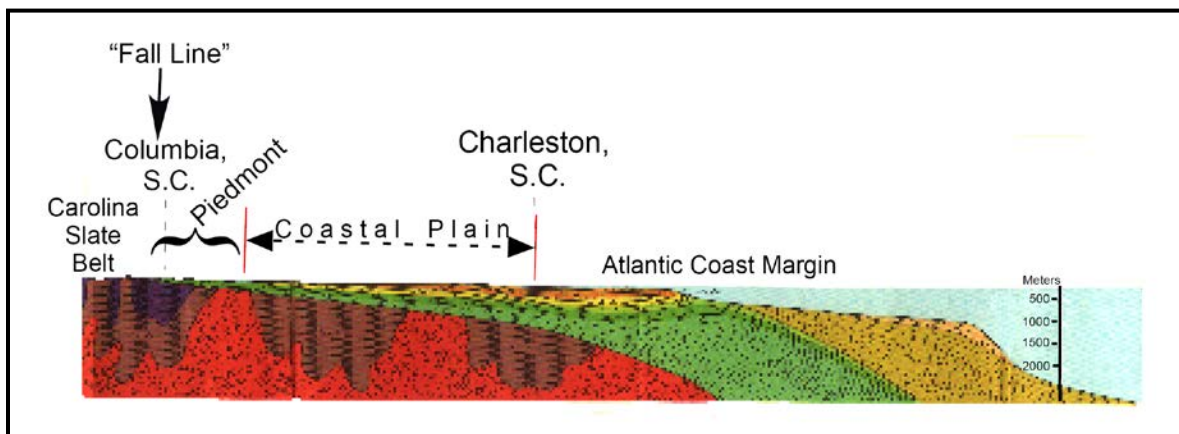 “Fall Line”
Columbia,
S.C.
Piedmont
Carolina
Slate
Belt
Coastal Plain
Charleston,
S.C.
Atlantic Coast Margin
Meters
500
1000
1500
2000